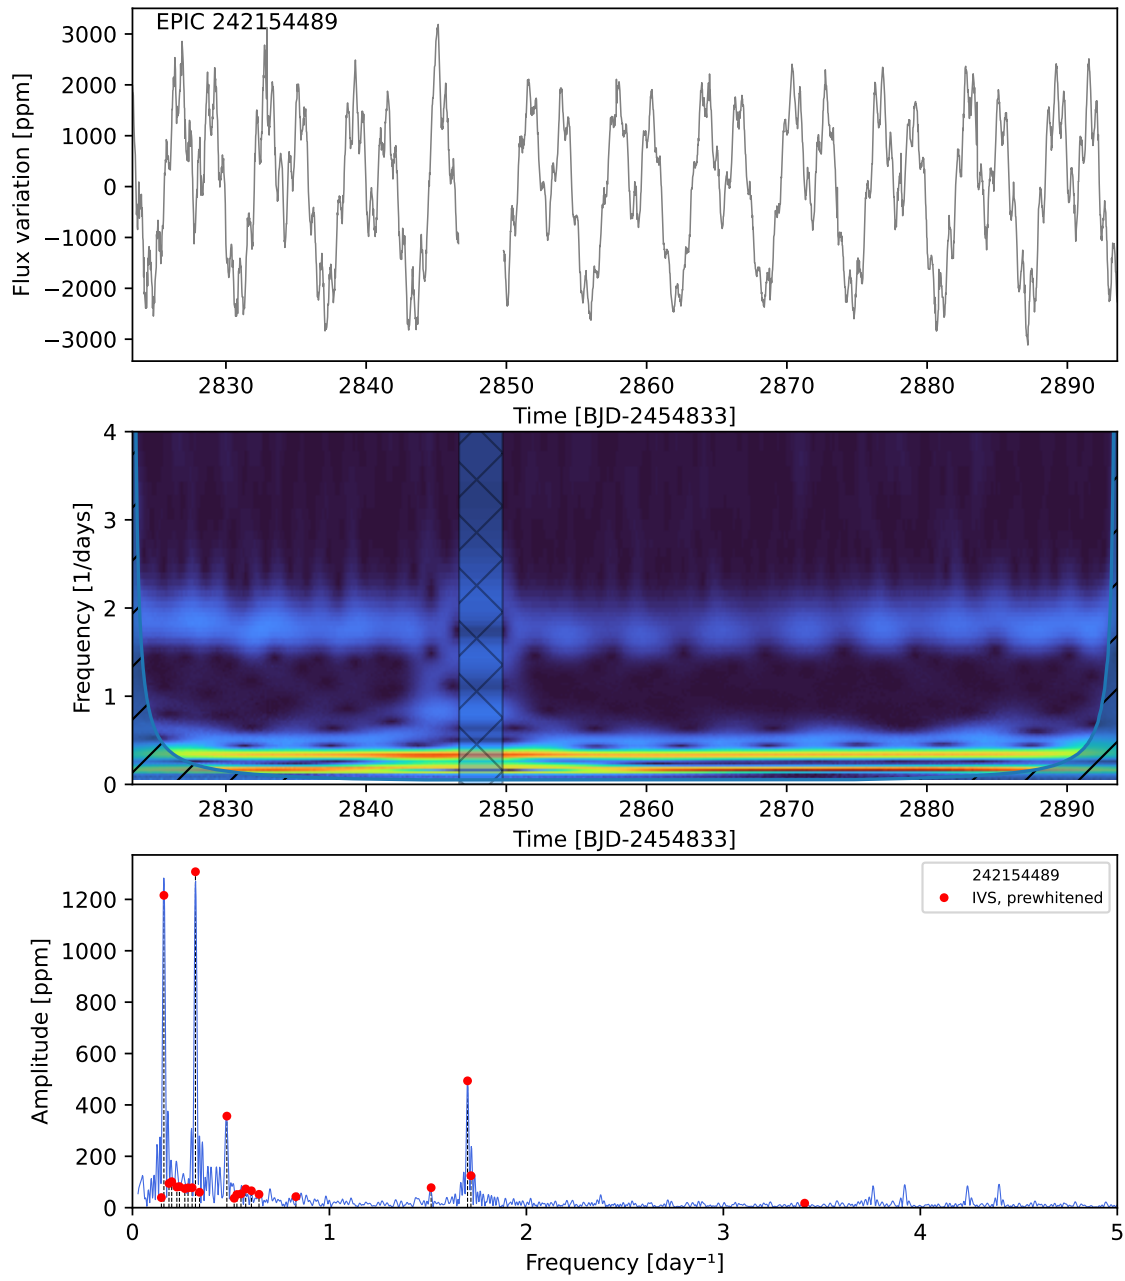 EPIC 242154489
Flux variation [ppm]
3000
2000
1000
0
−1000
−2000
−3000
2830 2840 2850 2860 2870 2880 2890
Time [BJD-2454833]
Frequency [1/days]
4
3
2
1
0
2830 2840 2850 2860 2870 2880 2890
Time [BJD-2454833]
Amplitude [ppm]
1200
1000
800
600
400
200
0
242154489
IVS, prewhitened
0 1 2 3 4 5
Frequency [day⁻¹]